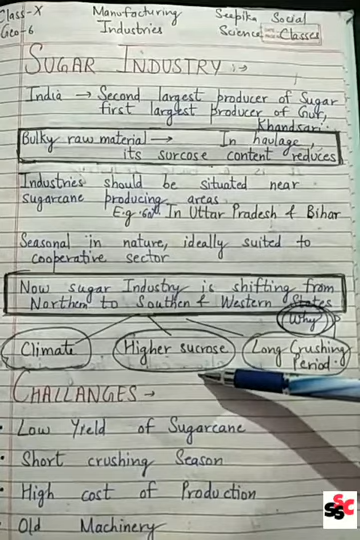 Class-X Manufacturing Deepika Social
Geo-6 Industries Science Classes
SUGAR INDUSTRY :→
India → Second largest producer of Sugar
first largest producer of Gur,
Khandsari
Bulky raw material → In haulage,
its surcose content reduces
Industries should be situated near
sugarcane producing areas
E.g. 60% In Uttar Pradesh & Bihar
Seasonal in nature, ideally suited to
cooperative sector
Now sugar Industry is shifting from
Northen to Southen & Western States
Why
Climate Higher sucrose Long Crushing
Period.
CHALLANGES →
• Low Yield of Sugarcane
• Short crushing Season
• High cost of Production
• Old Machinery
SSC